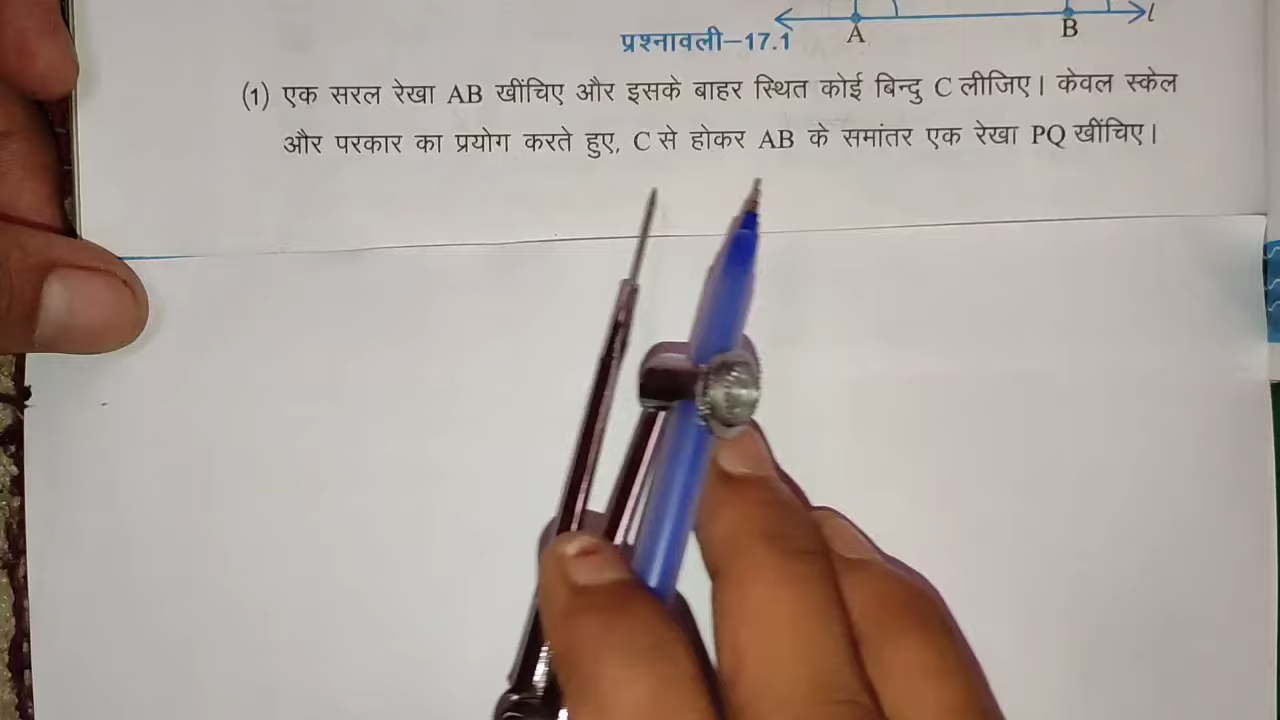 l
प्रश्नावली–17.1
A
B
(1) एक सरल रेखा AB खींचिए और इसके बाहर स्थित कोई बिन्दु C लीजिए। केवल स्केल
और परकार का प्रयोग करते हुए, C से होकर AB के समांतर एक रेखा PQ खींचिए।